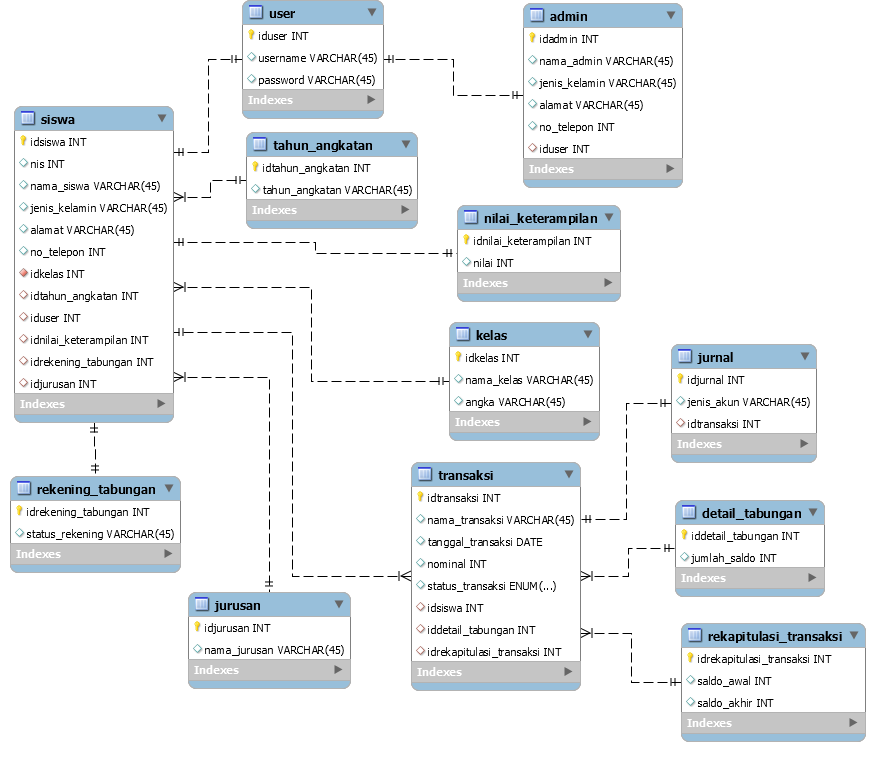 user
iduser INT
username VARCHAR(45)
password VARCHAR(45)
Indexes
admin
idadmin INT
nama_admin VARCHAR(45)
jenis_kelamin VARCHAR(45)
alamat VARCHAR(45)
no_telepon INT
iduser INT
Indexes
siswa
idsiswa INT
nis INT
nama_siswa VARCHAR(45)
jenis_kelamin VARCHAR(45)
alamat VARCHAR(45)
no_telepon INT
idkelas INT
idtahun_angkatan INT
iduser INT
idnilai_keterampilan INT
idrekening_tabungan INT
idjurusan INT
Indexes
tahun_angkatan
idtahun_angkatan INT
tahun_angkatan VARCHAR(45)
Indexes
nilai_keterampilan
idnilai_keterampilan INT
nilai INT
Indexes
kelas
idkelas INT
nama_kelas VARCHAR(45)
angka VARCHAR(45)
Indexes
jurnal
idjurnal INT
jenis_akun VARCHAR(45)
idtransaksi INT
Indexes
rekening_tabungan
idrekening_tabungan INT
status_rekening VARCHAR(45)
Indexes
transaksi
idtransaksi INT
nama_transaksi VARCHAR(45)
tanggal_transaksi DATE
nominal INT
status_transaksi ENUM(...)
idsiswa INT
iddetail_tabungan INT
idrekapitulasi_transaksi INT
Indexes
detail_tabungan
iddetail_tabungan INT
jumlah_saldo INT
Indexes
jurusan
idjurusan INT
nama_jurusan VARCHAR(45)
Indexes
rekapitulasi_transaksi
idrekapitulasi_transaksi INT
saldo_awal INT
saldo_akhir INT
Indexes